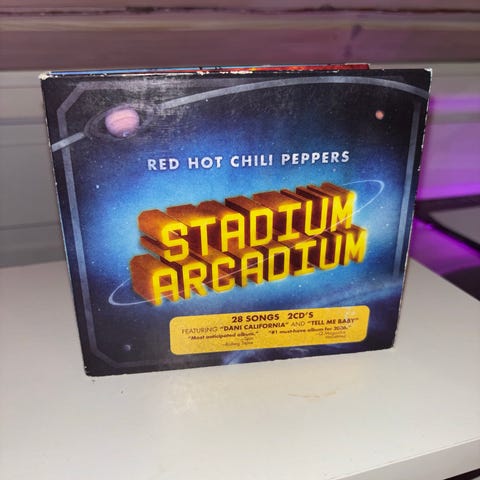 RED HOT CHILI PEPPERS
STADIUM
ARCADIUM
28 SONGS 2CD'S
FEATURING "DANI CALIFORNIA" AND "TELL ME BABY"
"Most anticipated album." "#1 must-have album for 2006."